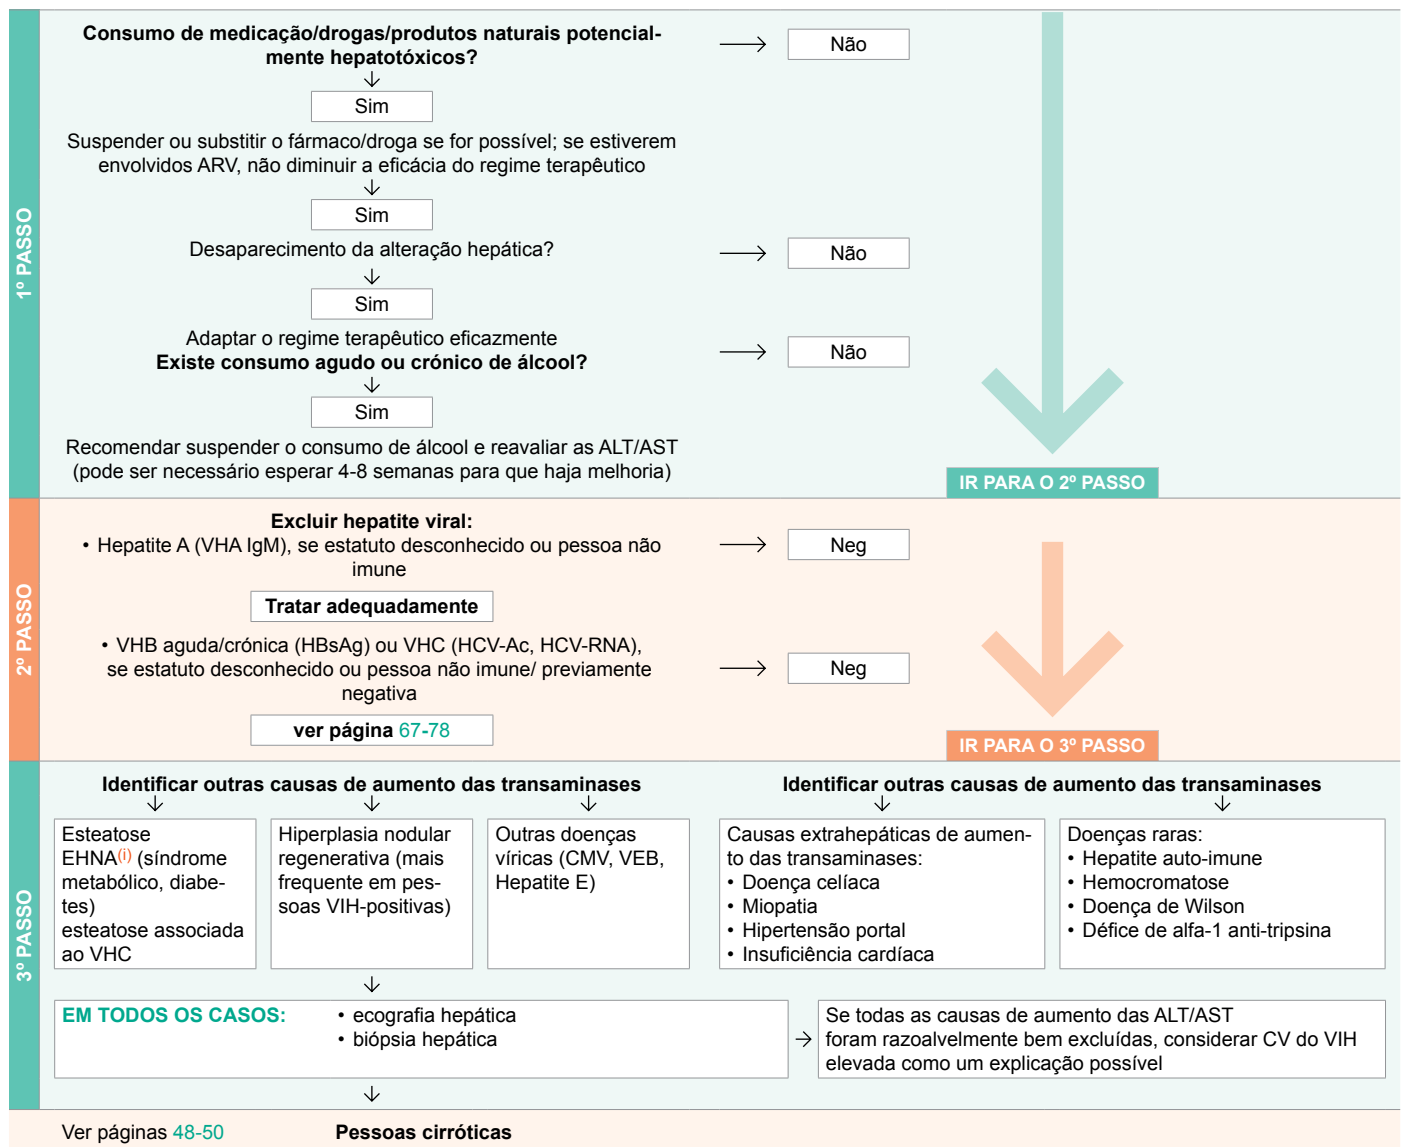 1º PASSO
Consumo de medicação/drogas/produtos naturais potencial-
mente hepatotóxicos?
Não
Sim
Suspender ou substitir o fármaco/droga se for possível; se estiverem
envolvidos ARV, não diminuir a eficácia do regime terapêutico
Sim
Desaparecimento da alteração hepática?
Não
Sim
Adaptar o regime terapêutico eficazmente
Existe consumo agudo ou crónico de álcool?
Não
Sim
Recomendar suspender o consumo de álcool e reavaliar as ALT/AST
(pode ser necessário esperar 4-8 semanas para que haja melhoria)
IR PARA O 2º PASSO
2º PASSO
Excluir hepatite viral:
• Hepatite A (VHA IgM), se estatuto desconhecido ou pessoa não
imune
Neg
Tratar adequadamente
• VHB aguda/crónica (HBsAg) ou VHC (HCV-Ac, HCV-RNA),
se estatuto desconhecido ou pessoa não imune/ previamente
negativa
Neg
ver página 67-78
IR PARA O 3º PASSO
3º PASSO
Identificar outras causas de aumento das transaminases
Esteatose
EHNA(i) (síndrome
metabólico, diabe-
tes)
esteatose associada
ao VHC
Hiperplasia nodular
regenerativa (mais
frequente em pes-
soas VIH-positivas)
Outras doenças
víricas (CMV, VEB,
Hepatite E)
Identificar outras causas de aumento das transaminases
Causas extrahepáticas de aumen-
to das transaminases:
• Doença celíaca
• Miopatia
• Hipertensão portal
• Insuficiência cardíaca
Doenças raras:
• Hepatite auto-imune
• Hemocromatose
• Doença de Wilson
• Défice de alfa-1 anti-tripsina
EM TODOS OS CASOS:
• ecografia hepática
• biópsia hepática
Se todas as causas de aumento das ALT/AST
foram razoalvelmente bem excluídas, considerar CV do VIH
elevada como um explicação possível
Ver páginas 48-50
Pessoas cirróticas